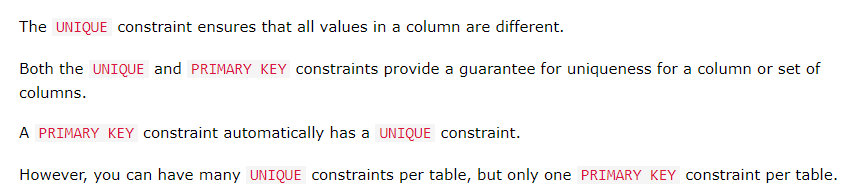 The UNIQUE constraint ensures that all values in a column are different.
Both the UNIQUE and PRIMARY KEY constraints provide a guarantee for uniqueness for a column or set of
columns.
A PRIMARY KEY constraint automatically has a UNIQUE constraint.
However, you can have many UNIQUE constraints per table, but only one PRIMARY KEY constraint per table.